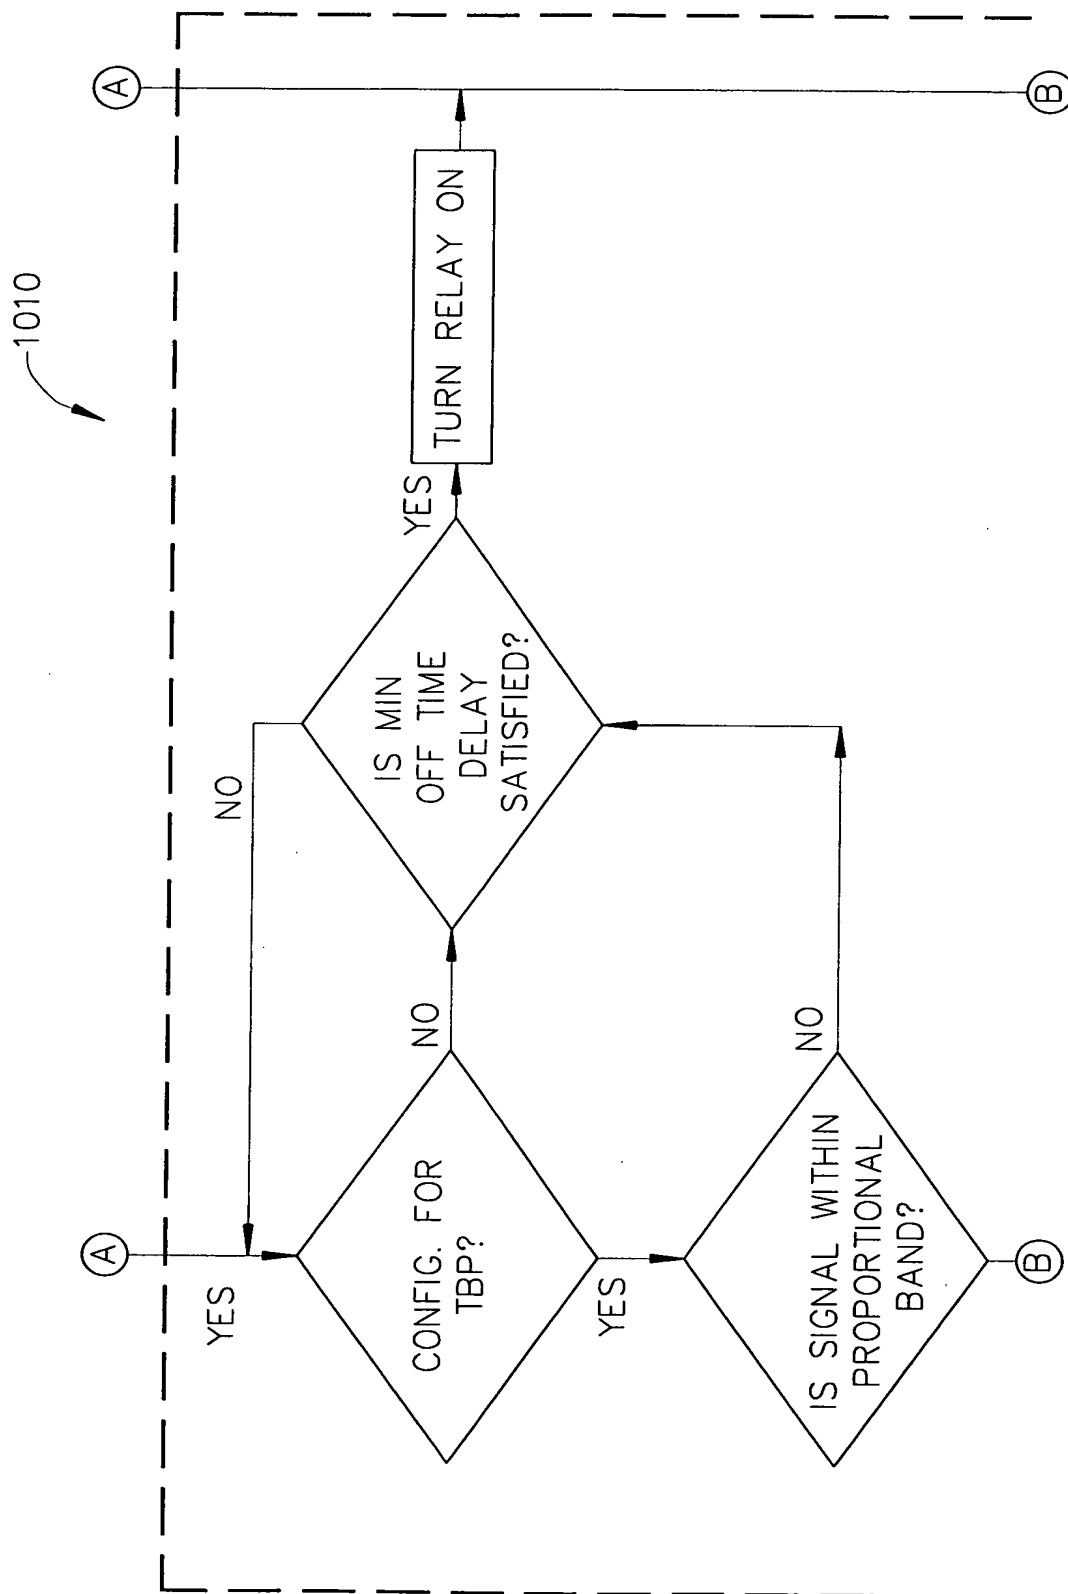 1010
A
A
YES
NO
CONFIG. FOR
TBP?
NO
IS MIN
OFF TIME
DELAY
SATISFIED?
YES
TURN RELAY ON
YES
IS SIGNAL WITHIN
PROPORTIONAL
BAND?
NO
B
B